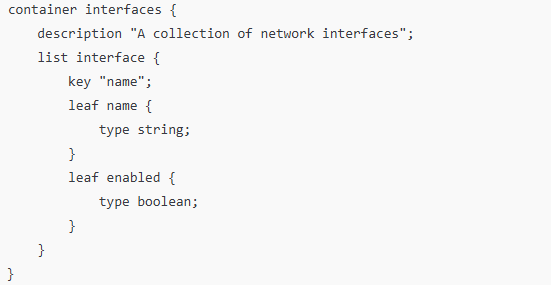 container interfaces {
    description "A collection of network interfaces";
    list interface {
        key "name";
        leaf name {
            type string;
        }
        leaf enabled {
            type boolean;
        }
    }
}